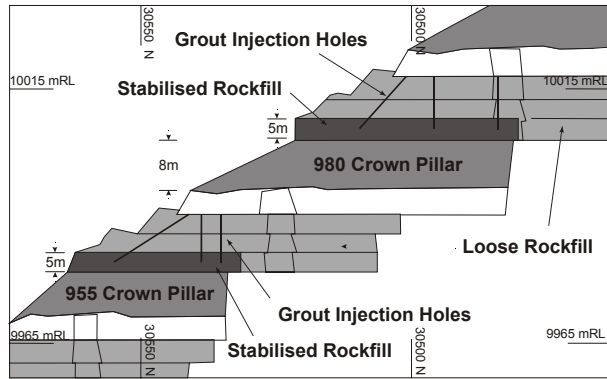 30550 N
30500 N
Grout Injection Holes
10015 mRL
10015 mRL
Stabilised Rockfill
5m
8m
980 Crown Pillar
Loose Rockfill
5m
955 Crown Pillar
Grout Injection Holes
9965 mRL
9965 mRL
Stabilised Rockfill
30550 N
30500 N